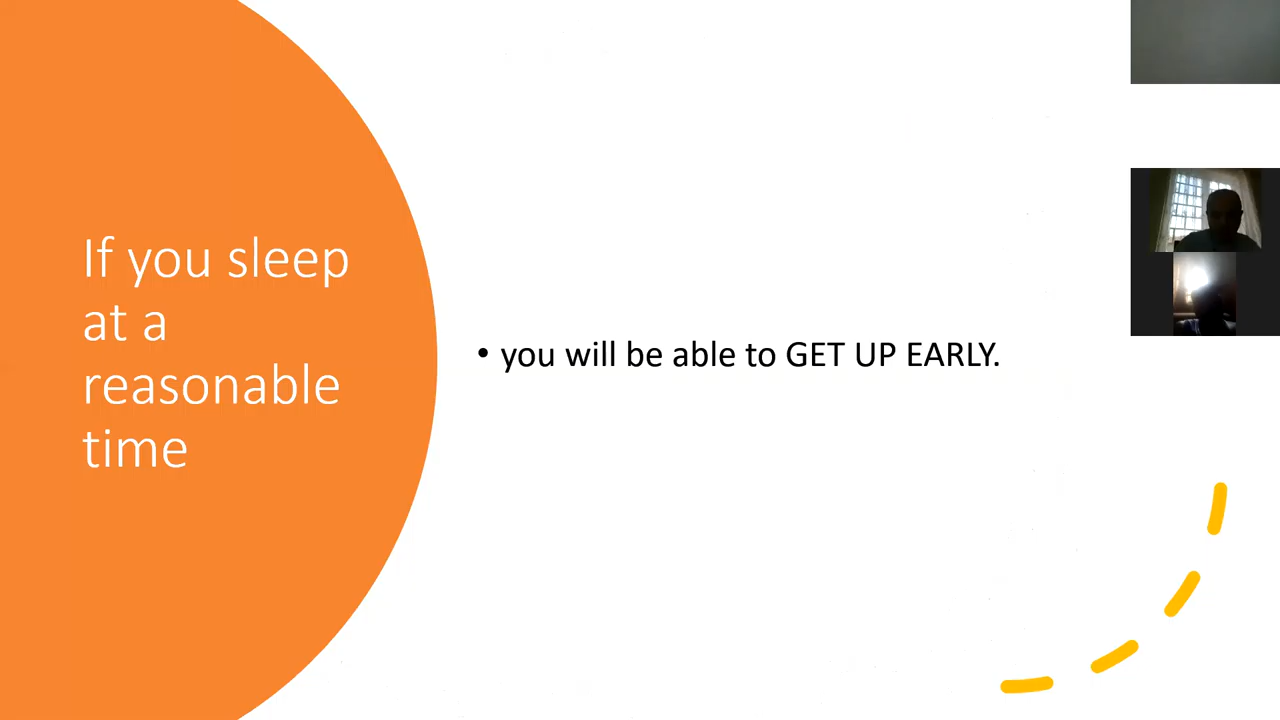 If you sleep
at a
reasonable
time
• you will be able to GET UP EARLY.